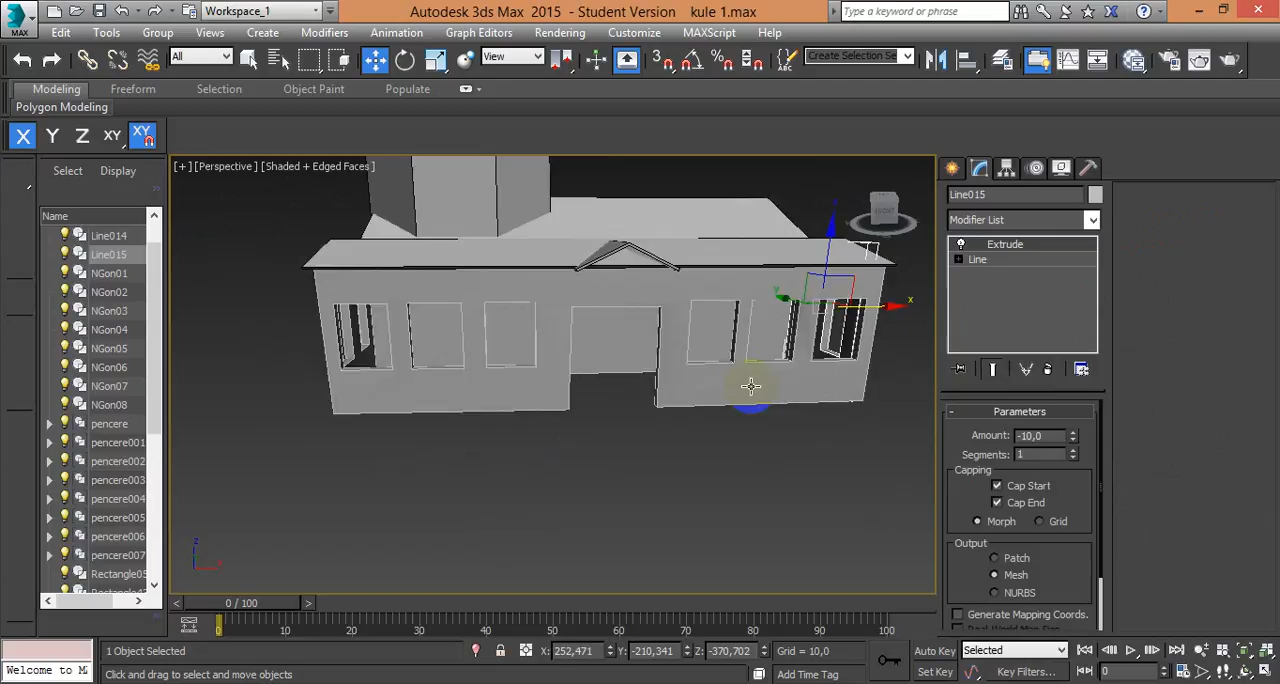 MAX Workspace_1 Autodesk 3ds Max 2015 - Student Version kule 1.max Type a keyword or phrase
Edit Tools Group Views Create Modifiers Animation Graph Editors Rendering Customize MAXScript Help
All View 3 Create Selection Se
Modeling Freeform Selection Object Paint Populate
Polygon Modeling
X Y Z XY XY
Select Display
[+] [Perspective] [Shaded + Edged Faces]
Name
Line014
Line015
NGon01
NGon02
NGon03
NGon04
NGon05
NGon06
NGon07
NGon08
pencere
pencere001
pencere002
pencere003
pencere004
pencere005
pencere006
pencere007
FRONT
x
y
z
x
Line015
Modifier List
Extrude
Line
- Parameters
Amount: -10,0
Segments: 1
Capping
Cap Start
Cap End
Morph Grid
Output
Patch
Mesh
NURBS
Generate Mapping Coords.
< 0 / 100 >
0 10 20 30 40 50 60 70 80 90 100
1 Object Selected X: 252,471 Y: -210,341 Z: -370,702 Grid = 10,0 Auto Key Selected
Welcome to M Click and drag to select and move objects Add Time Tag Set Key Key Filters... 0